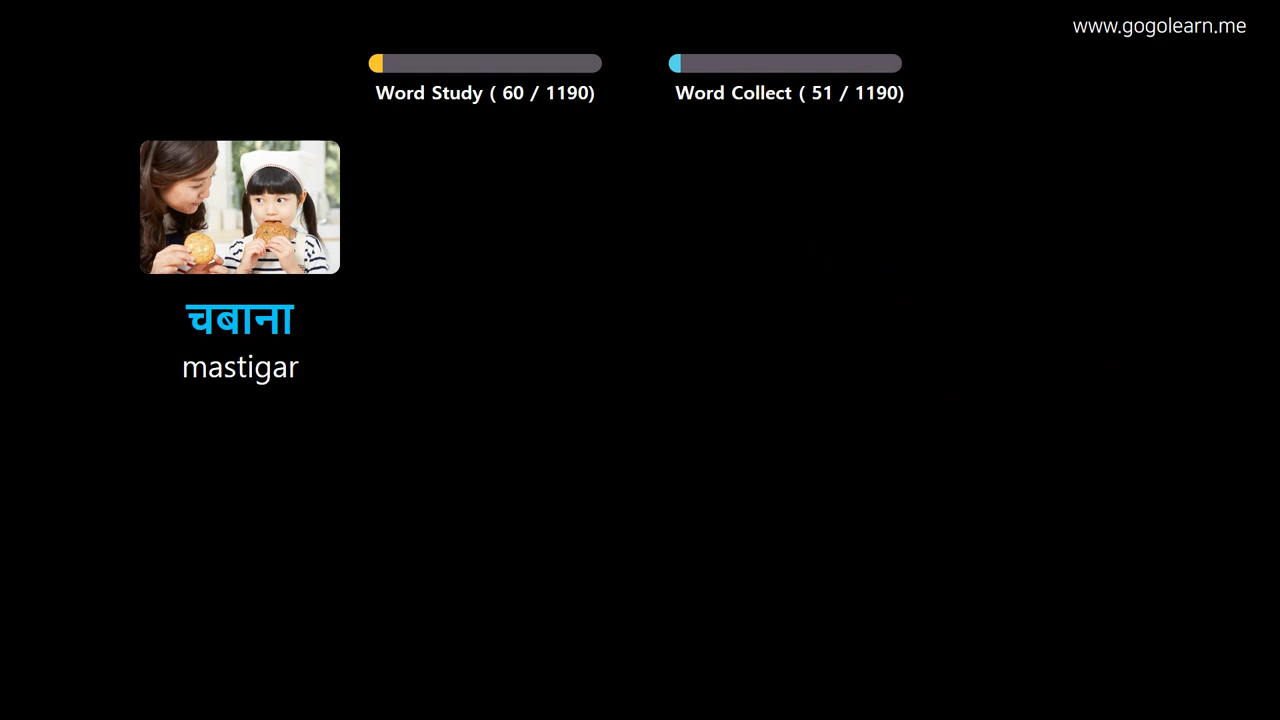 www.gogolearn.me
Word Study ( 60 / 1190)
Word Collect ( 51 / 1190)
चबाना
mastigar